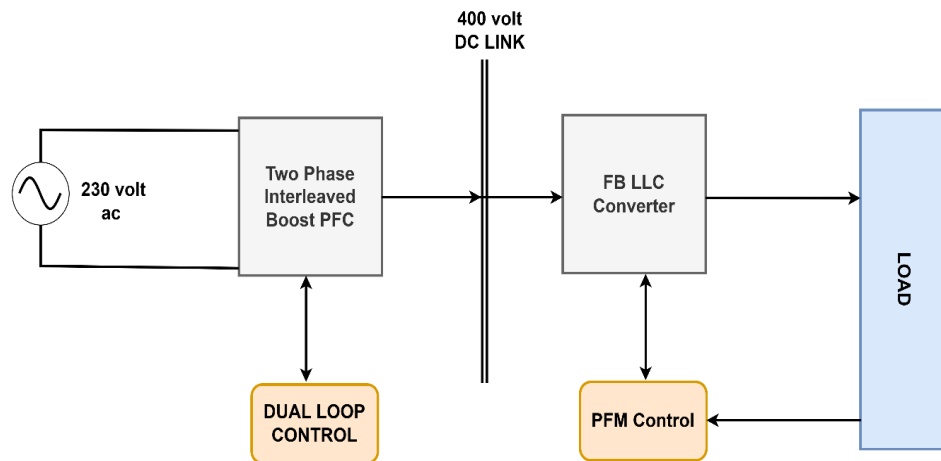 400 volt
DC LINK
230 volt
ac
Two Phase
Interleaved
Boost PFC
FB LLC
Converter
LOAD
DUAL LOOP
CONTROL
PFM Control